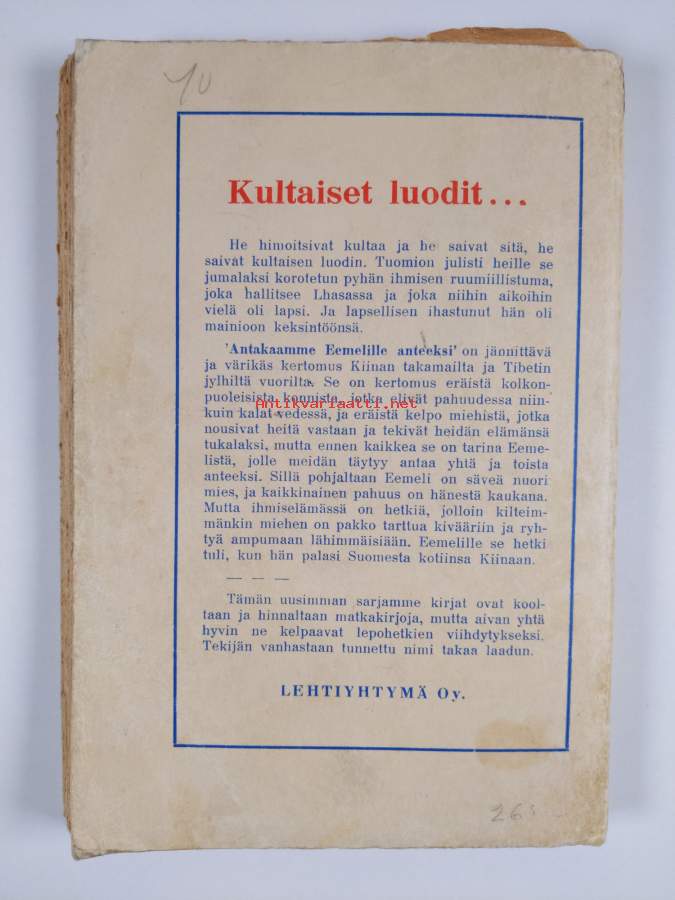 40
Kultaiset luodit...
He himoitsivat kultaa ja he saivat sitä, he
saivat kultaisen luodin. Tuomion julisti heille se
jumalaksi korotetun pyhän ihmisen ruumiillistuma,
joka hallitsee Lhasassa ja joka niihin aikoihin
vielä oli lapsi. Ja lapsellisen ihastunut hän oli
mainioon keksintöönsä.
'Antakaamme Eemelille anteeksi' on jännittävä
ja värikäs kertomus Kiinan takamailta ja Tibetin
jylhiltä vuorilta. Se on kertomus eräistä kolkon-
puoleisista konnista, jotka elivät pahuudessa niin-
Antikvariaatti.net
kuin kalat vedessä, ja eräistä kelpo miehistä, jotka
nousivat heitä vastaan ja tekivät heidän elämänsä
tukalaksi, mutta ennen kaikkea se on tarina Eeme-
listä, jolle meidän täytyy antaa yhtä ja toista
anteeksi. Sillä pohjaltaan Eemeli on säveä nuori
mies, ja kaikkinainen pahuus on hänestä kaukana.
Mutta ihmiselämässä on hetkiä, jolloin kilteim-
mänkin miehen on pakko tarttua kivääriin ja ryh-
tyä ampumaan lähimmäisiään. Eemelille se hetki
tuli, kun hän palasi Suomesta kotiinsa Kiinaan.
— — —
Tämän uusimman sarjamme kirjat ovat kool-
taan ja hinnaltaan matkakirjoja, mutta aivan yhtä
hyvin ne kelpaavat lepohetkien viihdytykseksi.
Tekijän vanhastaan tunnettu nimi takaa laadun.
LEHTIYHTYMÄ Oy.